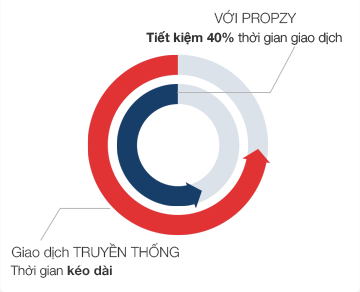 VỚI PROPZY
Tiết kiệm 40% thời gian giao dịch
Giao dịch TRUYỀN THỐNG
Thời gian kéo dài